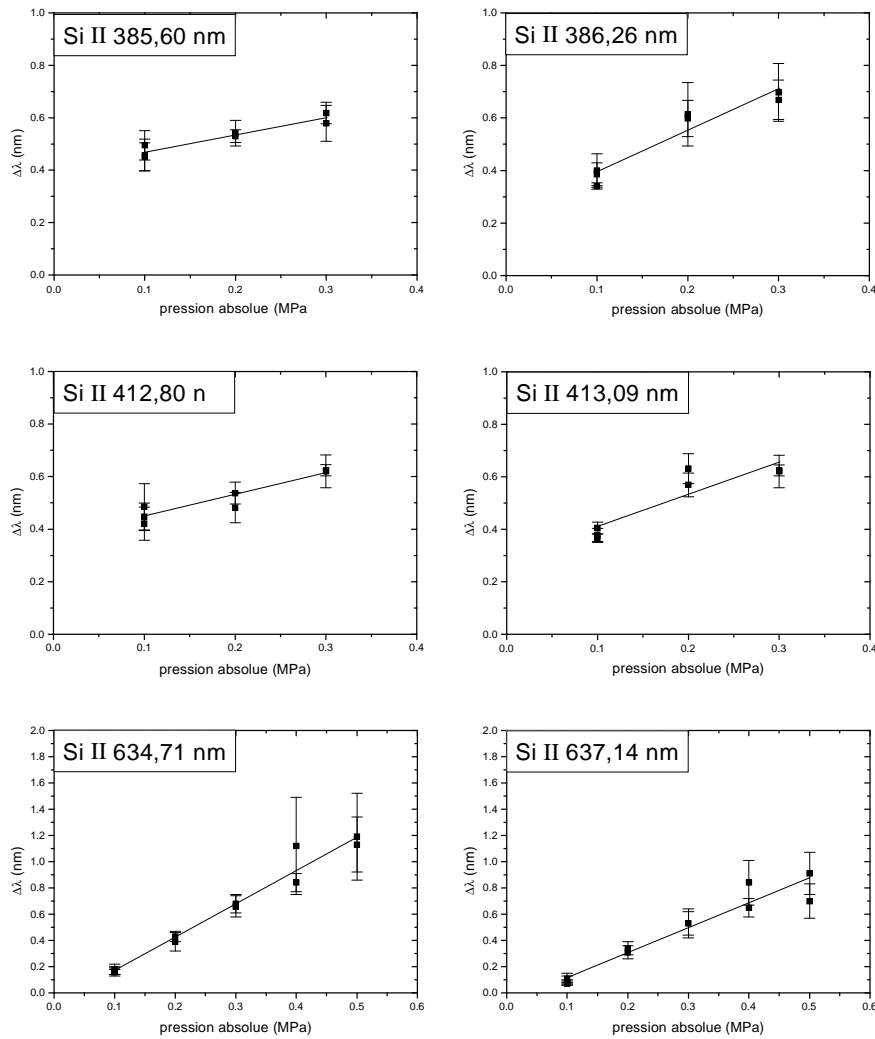 Si II 385,60 nm
1.0
0.8
0.6
0.4
0.2
0.0
Δλ (nm)
0.0 0.1 0.2 0.3 0.4
pression absolue (MPa
Si II 386,26 nm
1.0
0.8
0.6
0.4
0.2
0.0
Δλ (nm)
0.0 0.1 0.2 0.3 0.4
pression absolue (MPa)
Si II 412,80 n
1.0
0.8
0.6
0.4
0.2
0.0
Δλ (nm)
0.0 0.1 0.2 0.3 0.4
pression absolue (MPa)
Si II 413,09 nm
1.0
0.8
0.6
0.4
0.2
0.0
Δλ (nm)
0.0 0.1 0.2 0.3 0.4
pression absolue (MPa)
Si II 634,71 nm
2.0
1.8
1.6
1.4
1.2
1.0
0.8
0.6
0.4
0.2
0.0
Δλ (nm)
0.0 0.1 0.2 0.3 0.4 0.5 0.6
pression absolue (MPa)
Si II 637,14 nm
2.0
1.8
1.6
1.4
1.2
1.0
0.8
0.6
0.4
0.2
0.0
Δλ (nm)
0.0 0.1 0.2 0.3 0.4 0.5 0.6
pression absolue (MPa)